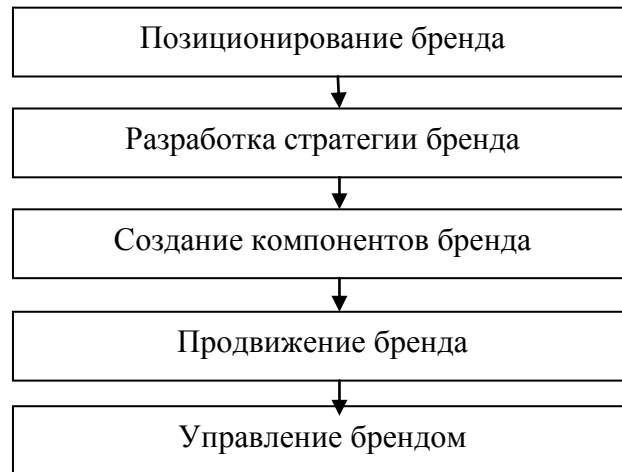 Позиционирование бренда
Разработка стратегии бренда
Создание компонентов бренда
Продвижение бренда
Управление брендом